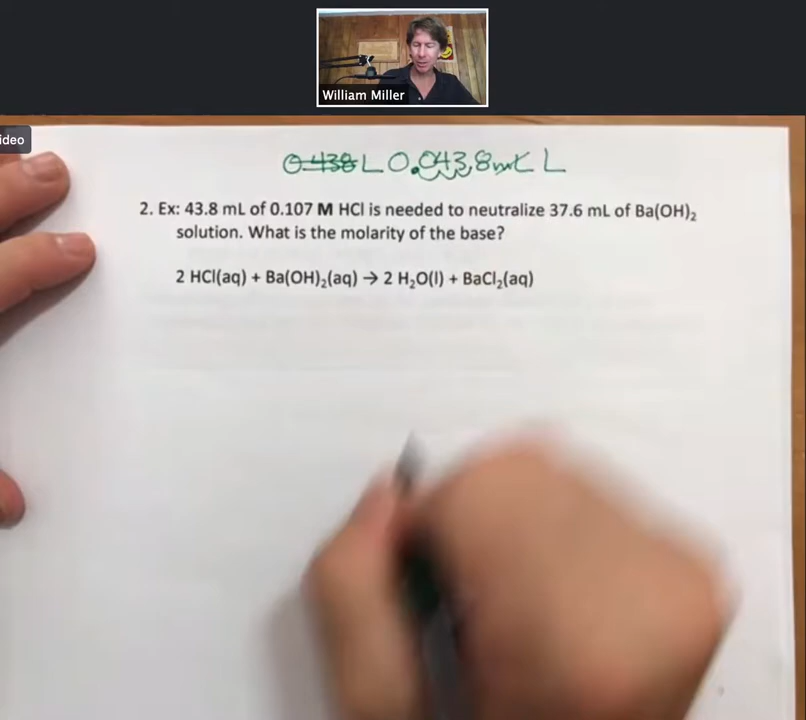 William Miller
ideo
0.438 L 0.043.8mL L
2. Ex: 43.8 mL of 0.107 M HCl is needed to neutralize 37.6 mL of Ba(OH)₂
solution. What is the molarity of the base?
2 HCl(aq) + Ba(OH)₂(aq) → 2 H₂O(l) + BaCl₂(aq)